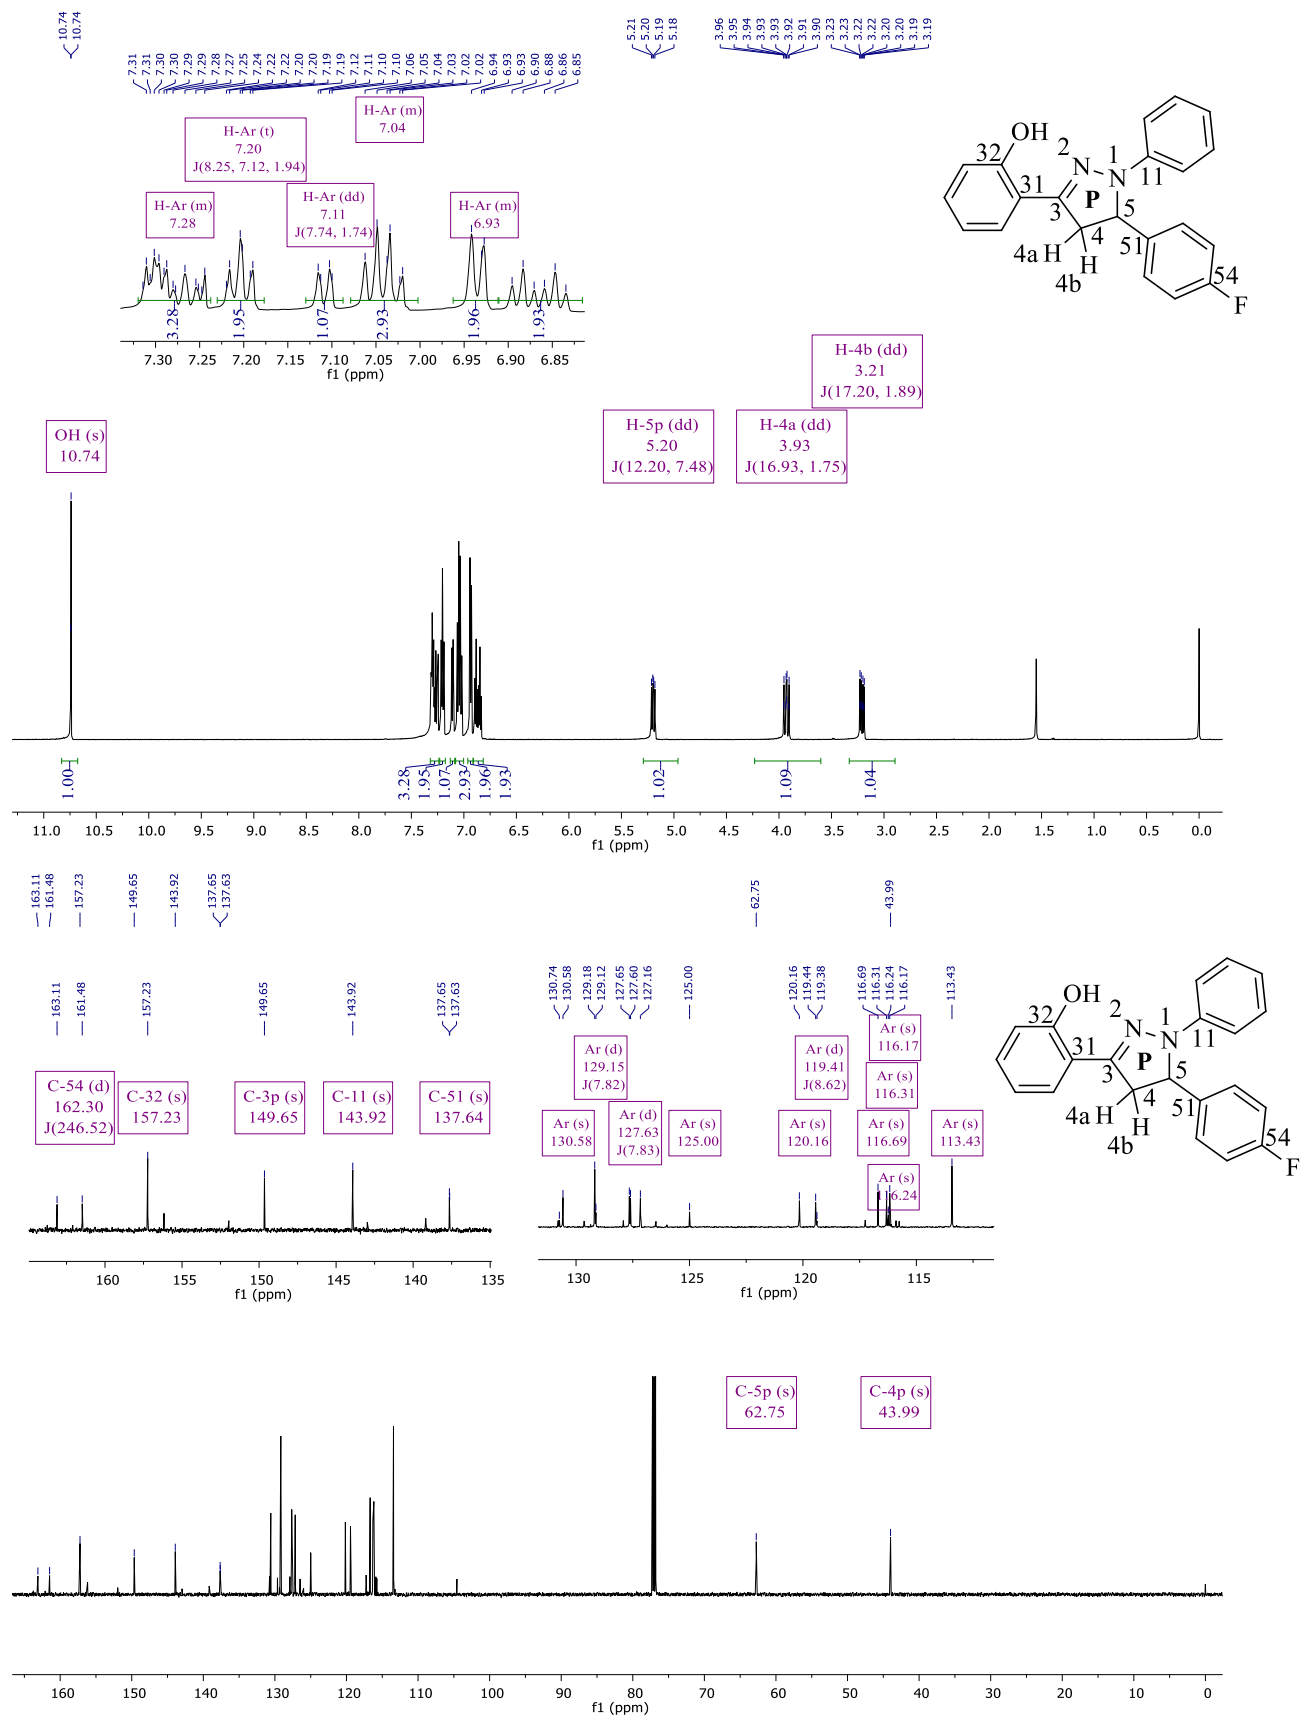 10.74
10.74
7.31
7.31
7.30
7.30
7.29
7.29
7.28
7.27
7.25
7.24
7.22
7.22
7.20
7.20
7.19
7.19
7.12
7.11
7.10
7.10
7.06
7.05
7.04
7.03
7.02
7.02
6.94
6.93
6.93
6.90
6.88
6.86
6.85
5.21
5.20
5.19
5.18
3.96
3.95
3.94
3.93
3.93
3.92
3.91
3.90
3.23
3.23
3.22
3.22
3.20
3.20
3.19
3.19
H-Ar (m)
7.04
H-Ar (t)
7.20
J(8.25, 7.12, 1.94)
H-Ar (m)
7.28
H-Ar (dd)
7.11
J(7.74, 1.74)
H-Ar (m)
6.93
3.28
1.95
1.07
2.93
1.96
1.93
7.30 7.25 7.20 7.15 7.10 7.05 7.00 6.95 6.90 6.85
f1 (ppm)
OH
32
31
3
2
N
1
N
11
P
5
4
51
4a H
H
4b
54
F
H-4b (dd)
3.21
J(17.20, 1.89)
OH (s)
10.74
H-5p (dd)
5.20
J(12.20, 7.48)
H-4a (dd)
3.93
J(16.93, 1.75)
1.00
3.28
1.95
1.07
2.93
1.96
1.93
1.02
1.09
1.04
11.0 10.5 10.0 9.5 9.0 8.5 8.0 7.5 7.0 6.5 6.0 5.5 5.0 4.5 4.0 3.5 3.0 2.5 2.0 1.5 1.0 0.5 0.0
f1 (ppm)
163.11
161.48
157.23
149.65
143.92
137.65
137.63
62.75
43.99
163.11
161.48
157.23
149.65
143.92
137.65
137.63
130.74
130.58
129.18
129.12
127.65
127.60
127.16
125.00
120.16
119.44
119.38
116.69
116.31
116.24
116.17
113.43
C-54 (d)
162.30
J(246.52)
C-32 (s)
157.23
C-3p (s)
149.65
C-11 (s)
143.92
C-51 (s)
137.64
Ar (s)
130.58
Ar (d)
129.15
J(7.82)
Ar (d)
127.63
J(7.83)
Ar (s)
125.00
Ar (d)
119.41
J(8.62)
Ar (s)
120.16
Ar (s)
116.17
Ar (s)
116.31
Ar (s)
116.69
Ar (s)
6.24
Ar (s)
113.43
160 155 150 145 140 135
f1 (ppm)
130 125 120 115
f1 (ppm)
OH
32
31
3
2
N
1
N
11
P
5
4
51
4a H
H
4b
54
F
C-5p (s)
62.75
C-4p (s)
43.99
160 150 140 130 120 110 100 90 80 70 60 50 40 30 20 10 0
f1 (ppm)